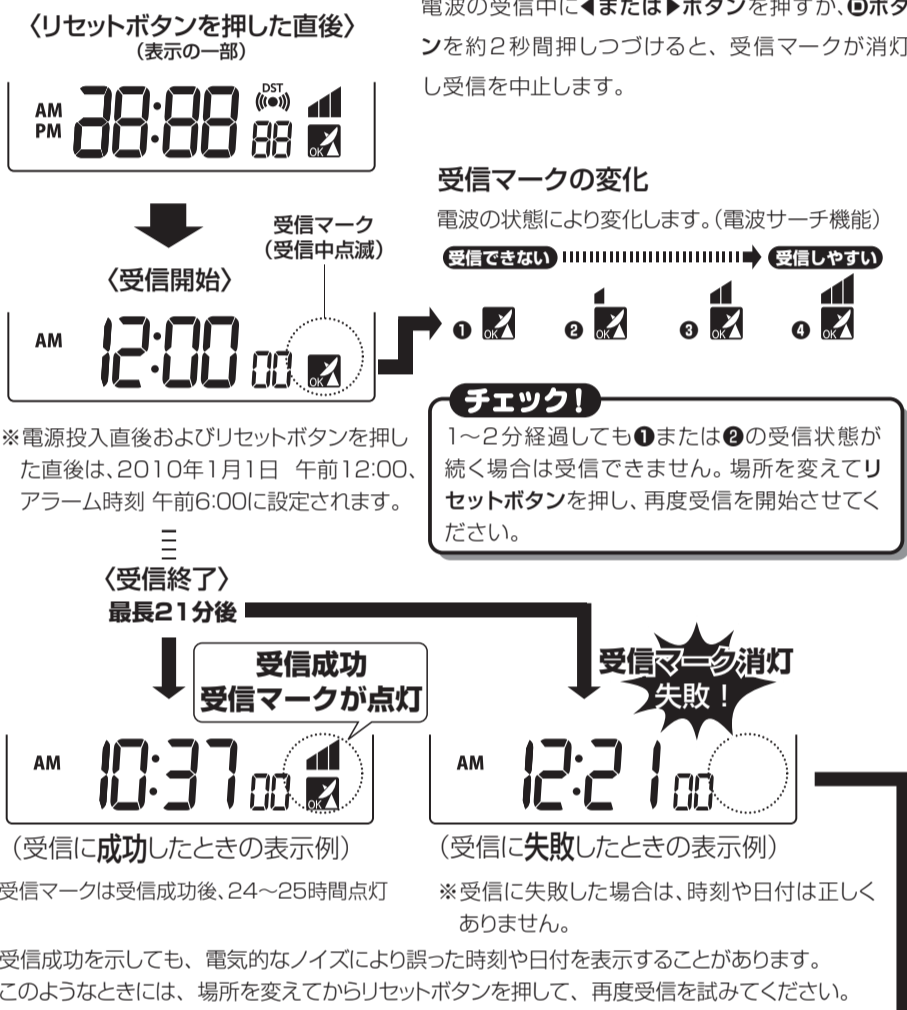 電波の受信中に◀または▶ボタンを押すか、Ⓓボタ
ンを約2秒間押しつづけると、受信マークが消灯
し受信を中止します。
〈リセットボタンを押した直後〉
(表示の一部)
AM
PM
28:88
DST
88
OK
受信マーク
(受信中点滅)
〈受信開始〉
AM
12:00 00
OK
受信マークの変化
電波の状態により変化します。(電波サーチ機能)
受信できない
受信しやすい
❶ OK
❷ OK
❸ OK
❹ OK
※電源投入直後およびリセットボタンを押し
た直後は、2010年1月1日 午前12:00、
アラーム時刻 午前6:00に設定されます。
チェック!
1~2分経過しても❶または❷の受信状態が
続く場合は受信できません。場所を変えてリ
セットボタンを押し、再度受信を開始させてく
ださい。
〈受信終了〉
最長21分後
受信成功
受信マークが点灯
AM
10:37 00
OK
(受信に成功したときの表示例)
受信マークは受信成功後、24~25時間点灯
受信マーク消灯
失敗!
AM
12:21 00
(受信に失敗したときの表示例)
※受信に失敗した場合は、時刻や日付は正しく
ありません。
受信成功を示しても、電気的なノイズにより誤った時刻や日付を表示することがあります。
このようなときには、場所を変えてからリセットボタンを押して、再度受信を試みてください。